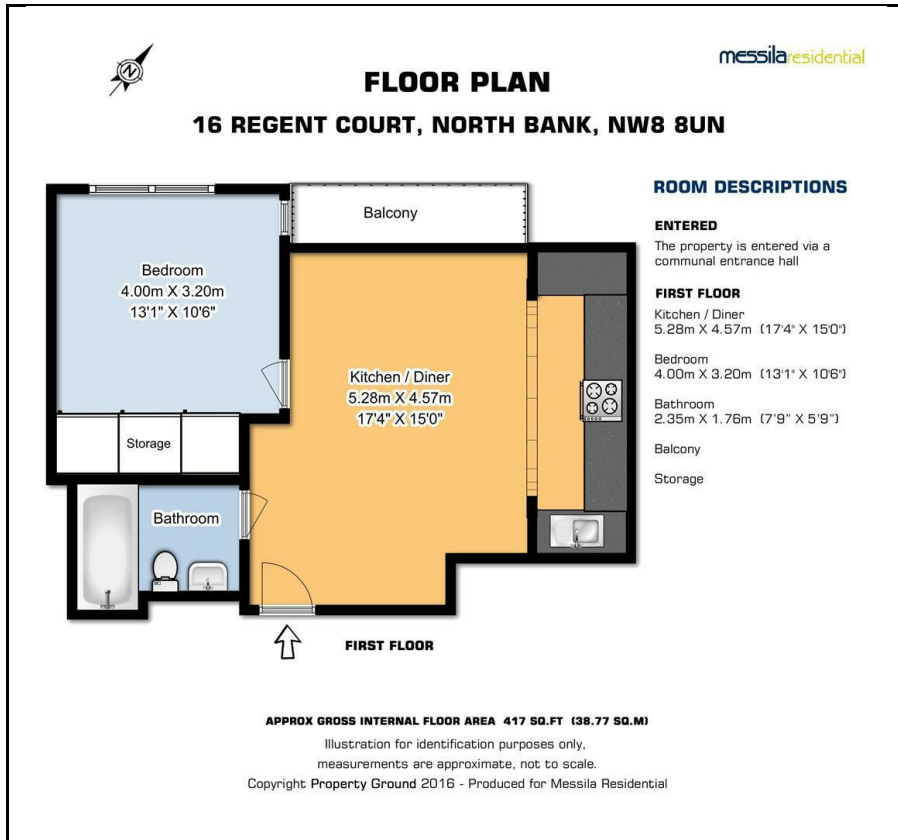 N
messilaresidential
FLOOR PLAN
16 REGENT COURT, NORTH BANK, NW8 8UN
Balcony
Bedroom
4.00m X 3.20m
13'1" X 10'6"
Kitchen / Diner
5.28m X 4.57m
17'4" X 15'0"
Storage
Bathroom
FIRST FLOOR
ROOM DESCRIPTIONS
ENTERED
The property is entered via a
communal entrance hall
FIRST FLOOR
Kitchen / Diner
5.28m X 4.57m (17'4" X 15'0")
Bedroom
4.00m X 3.20m (13'1" X 10'6")
Bathroom
2.35m X 1.76m (7'9" X 5'9")
Balcony
Storage
APPROX GROSS INTERNAL FLOOR AREA 417 SQ.FT (38.77 SQ.M)
Illustration for identification purposes only,
measurements are approximate, not to scale.
Copyright Property Ground 2016 - Produced for Messila Residential